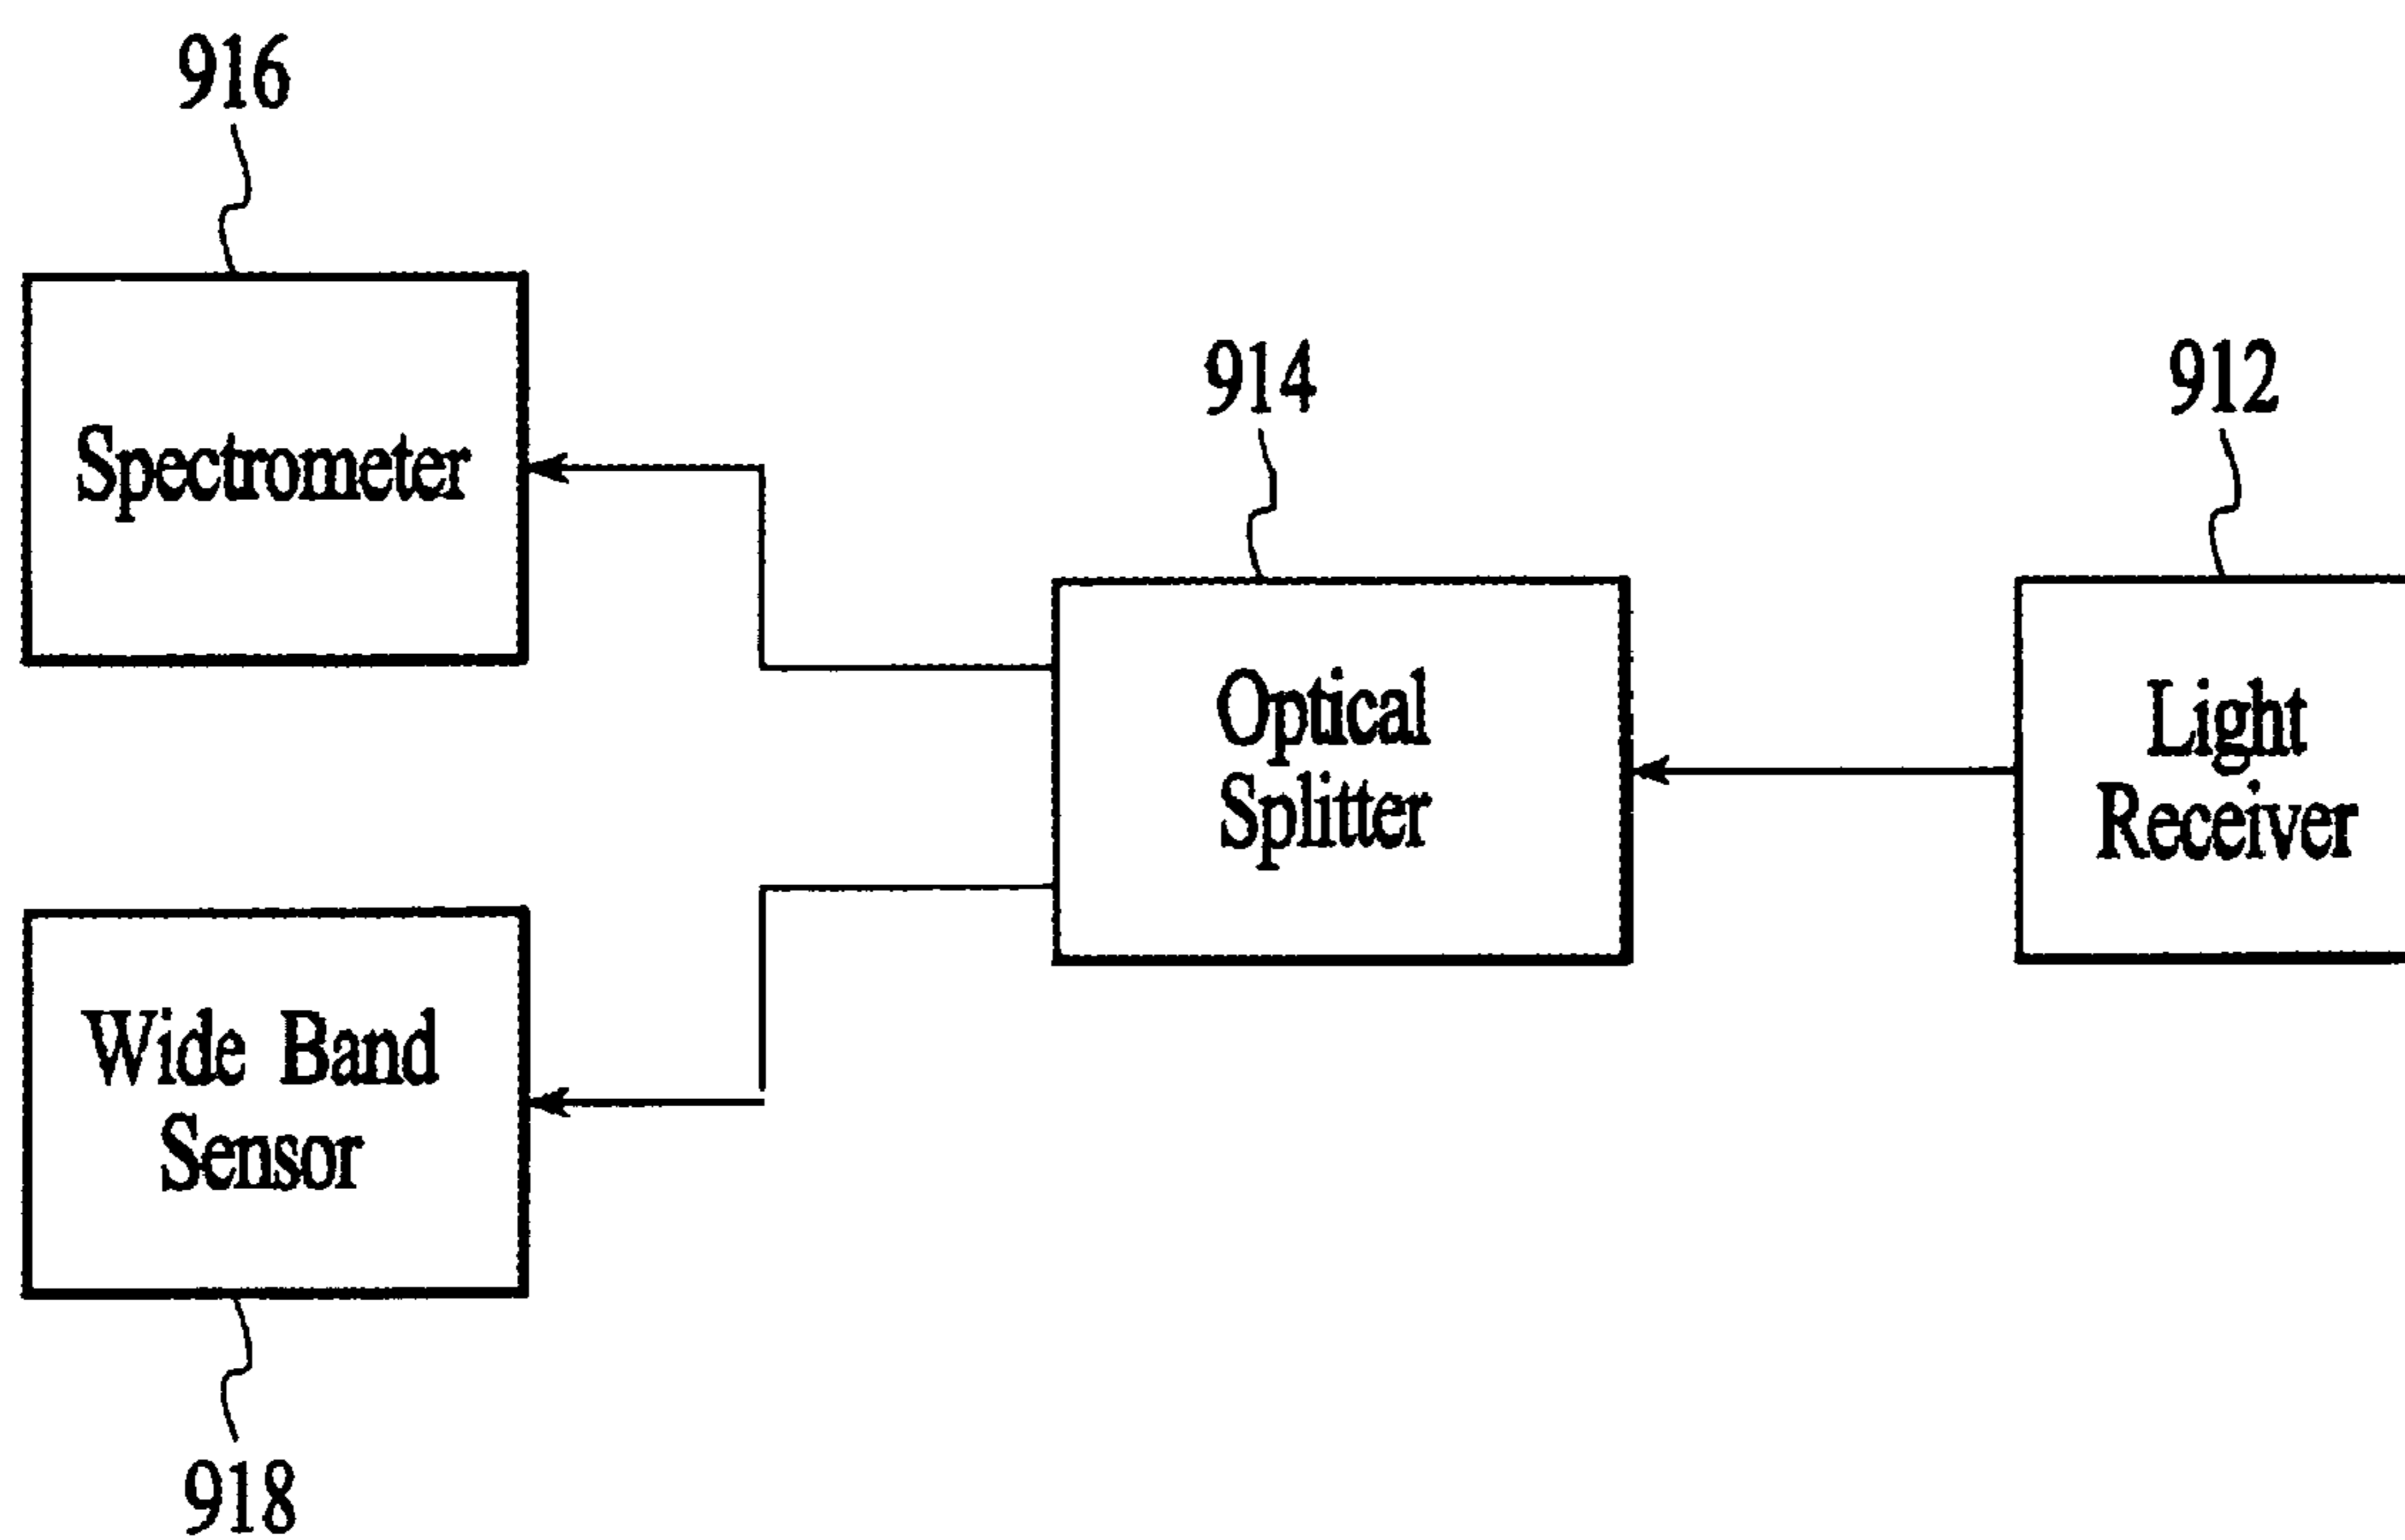 916
Spectrometer
914
Optical
Splitter
912
Light
Receiver
Wide Band
Sensor
918